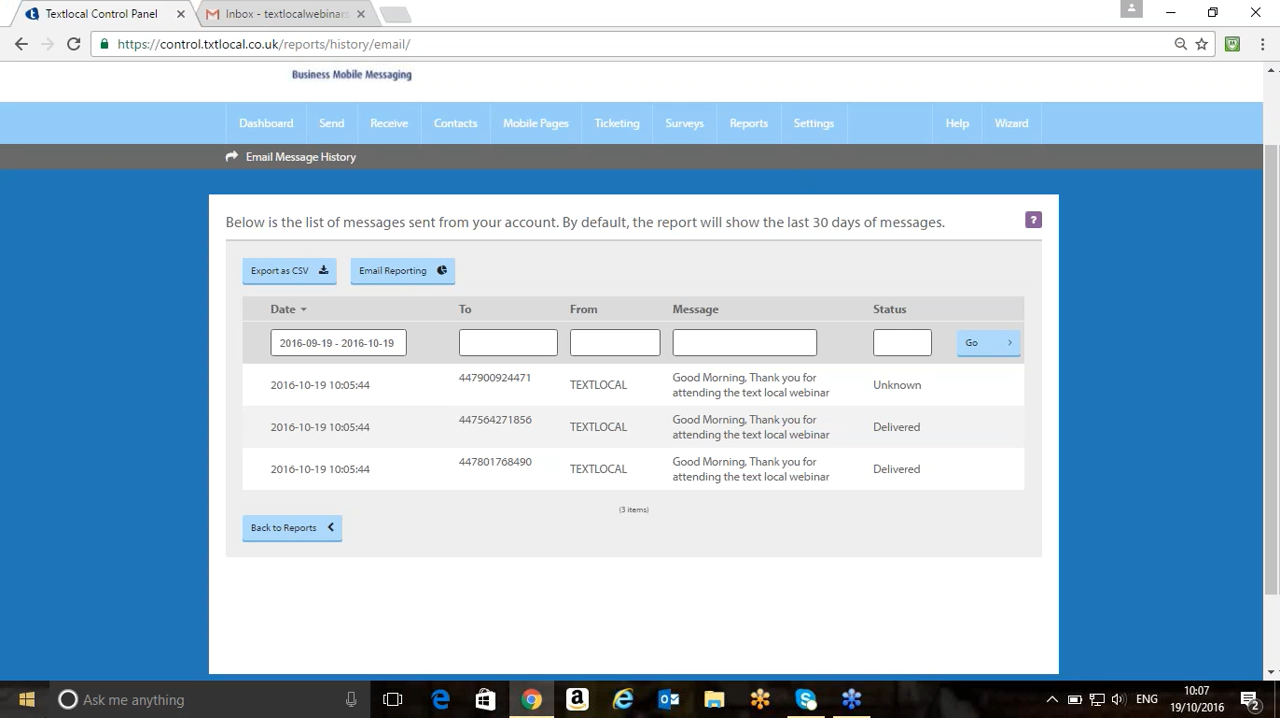 Textlocal Control Panel
Inbox - textlocalwebinar
https://control.txtlocal.co.uk/reports/history/email/
Business Mobile Messaging
Dashboard Send Receive Contacts Mobile Pages Ticketing Surveys Reports Settings Help Wizard
Email Message History
Below is the list of messages sent from your account. By default, the report will show the last 30 days of messages.
?
Export as CSV Email Reporting
Date To From Message Status
2016-09-19 - 2016-10-19 Go
2016-10-19 10:05:44 447900924471 TEXTLOCAL Good Morning, Thank you for
attending the text local webinar Unknown
2016-10-19 10:05:44 447564271856 TEXTLOCAL Good Morning, Thank you for
attending the text local webinar Delivered
2016-10-19 10:05:44 447801768490 TEXTLOCAL Good Morning, Thank you for
attending the text local webinar Delivered
(3 items)
Back to Reports
Ask me anything
ENG
10:07
19/10/2016
2